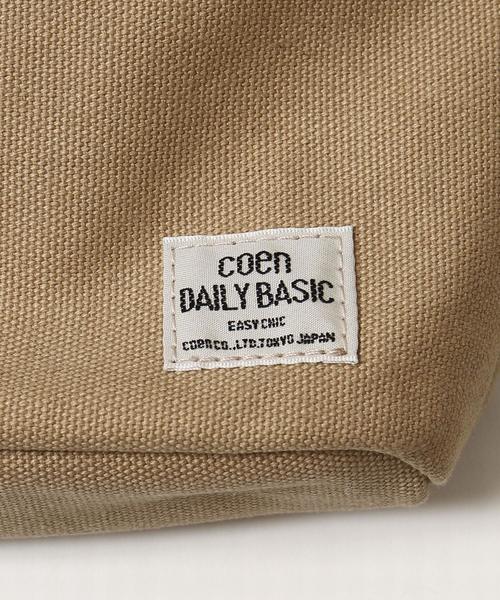 coen
DAILY BASIC
EASY CHIC
coen CO.,LTD.TOKYO JAPAN